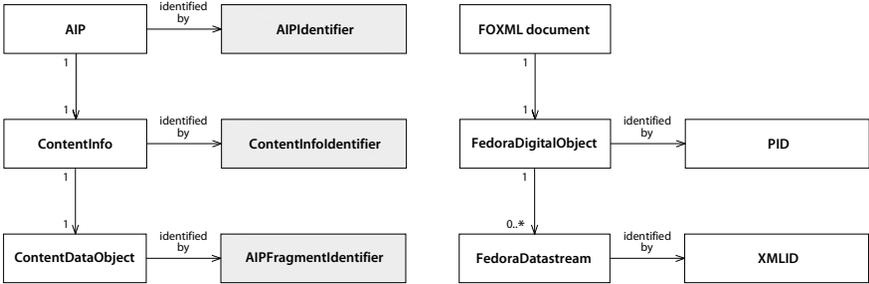 identified
by
AIP
AIPIdentifier
1
1
identified
by
ContentInfo
ContentInfoIdentifier
1
1
identified
by
ContentDataObject
AIPFragmentIdentifier
FOXML document
1
1
identified
by
FedoraDigitalObject
PID
1
0..*
identified
by
FedoraDatastream
XMLID